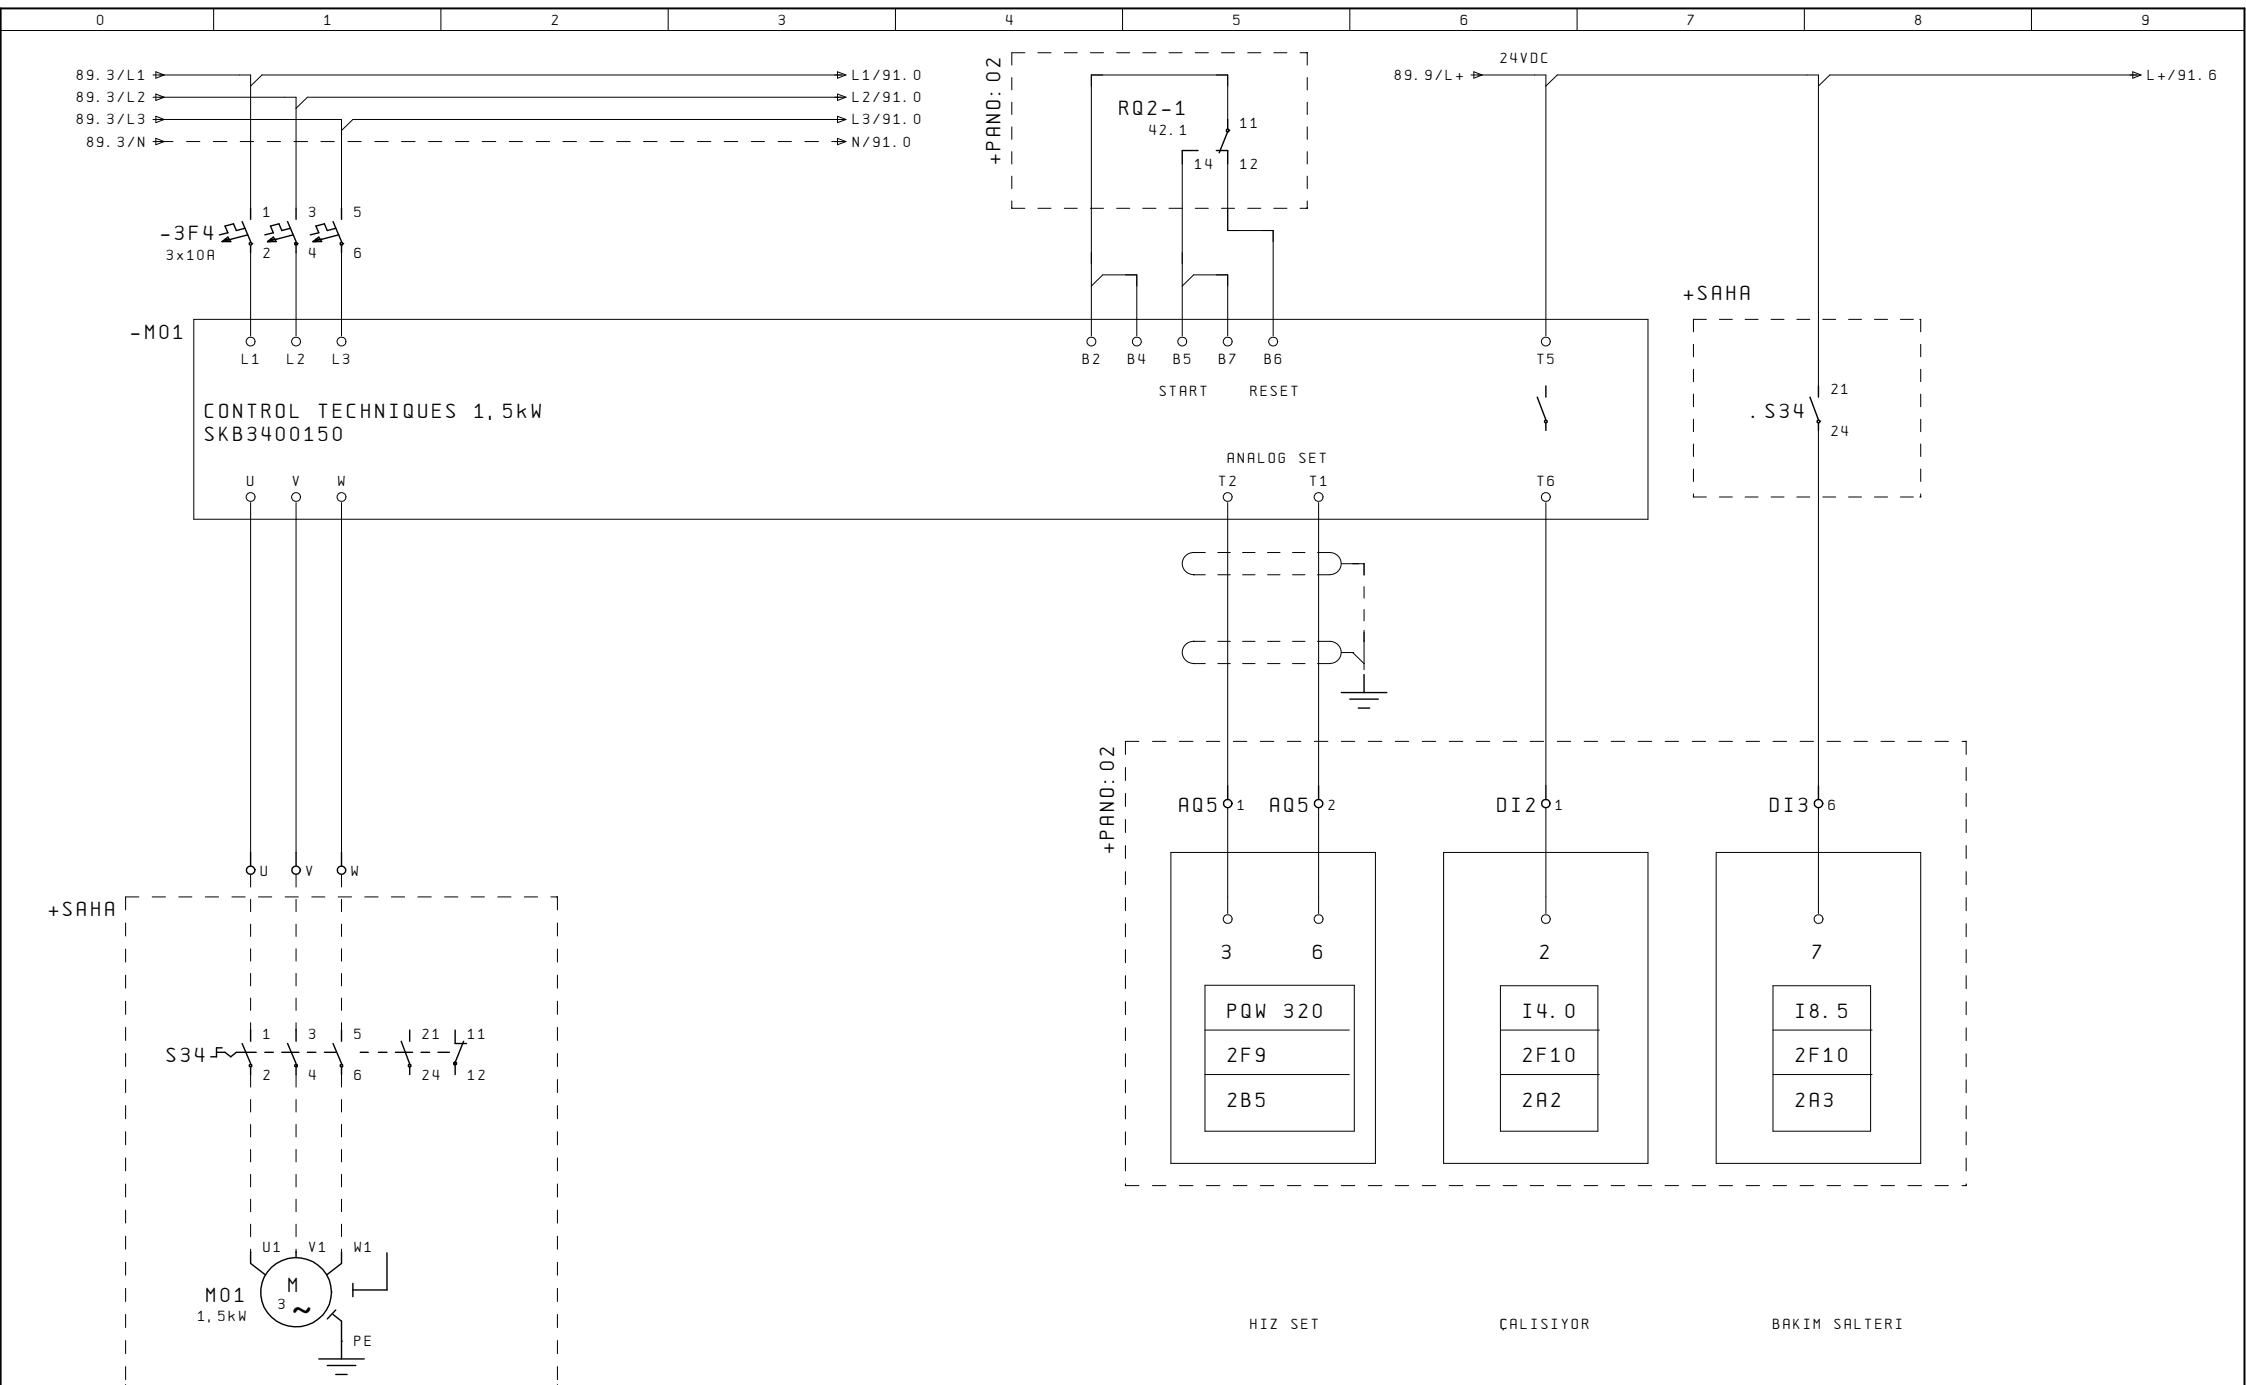 0 1 2 3 4 5 6 7 8 9
89.3/L1 L1/91.0
89.3/L2 L2/91.0
89.3/L3 L3/91.0
89.3/N N/91.0
+PANO:02
RQ2-1
42.1
11
14 12
24VDC
89.9/L+ L+/91.6
-3F4
3x10A
1 3 5
2 4 6
+SAHA
-M01
L1 L2 L3
B2 B4 B5 B7 B6
T5
START RESET
CONTROL TECHNIQUES 1,5kW
SKB3400150
.S34
21
24
ANALOG SET
U V W
T2 T1 T6
+PANO:02
AQ5 1 AQ5 2 DI2 1 DI3 6
U V W
+SAHA
3 6 2 7
PQW 320 I4.0 I8.5
2F9 2F10 2F10
2B5 2A2 2A3
S34
1 3 5 21 11
2 4 6 24 12
U1 V1 W1
M01
1,5kW
M
3 ~
PE
HIZ SET ÇALISIYOR BAKIM SALTERI